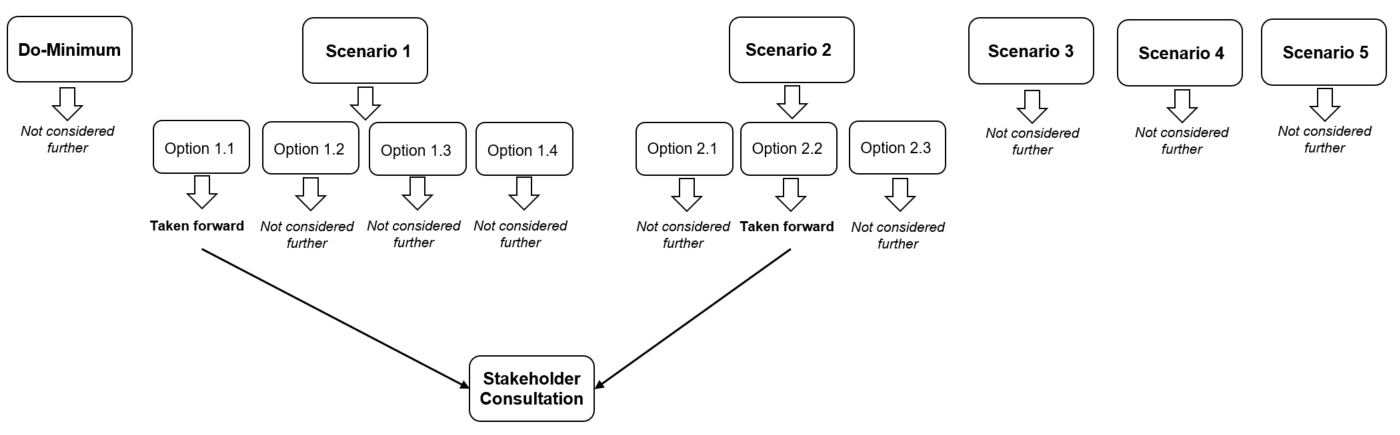 Do-Minimum
Scenario 1
Scenario 2
Scenario 3
Scenario 4
Scenario 5
Not considered
further
Not considered
further
Not considered
further
Not considered
further
Option 1.1
Option 1.2
Option 1.3
Option 1.4
Option 2.1
Option 2.2
Option 2.3
Taken forward
Not considered
further
Not considered
further
Not considered
further
Not considered
further
Taken forward
Not considered
further
Stakeholder
Consultation